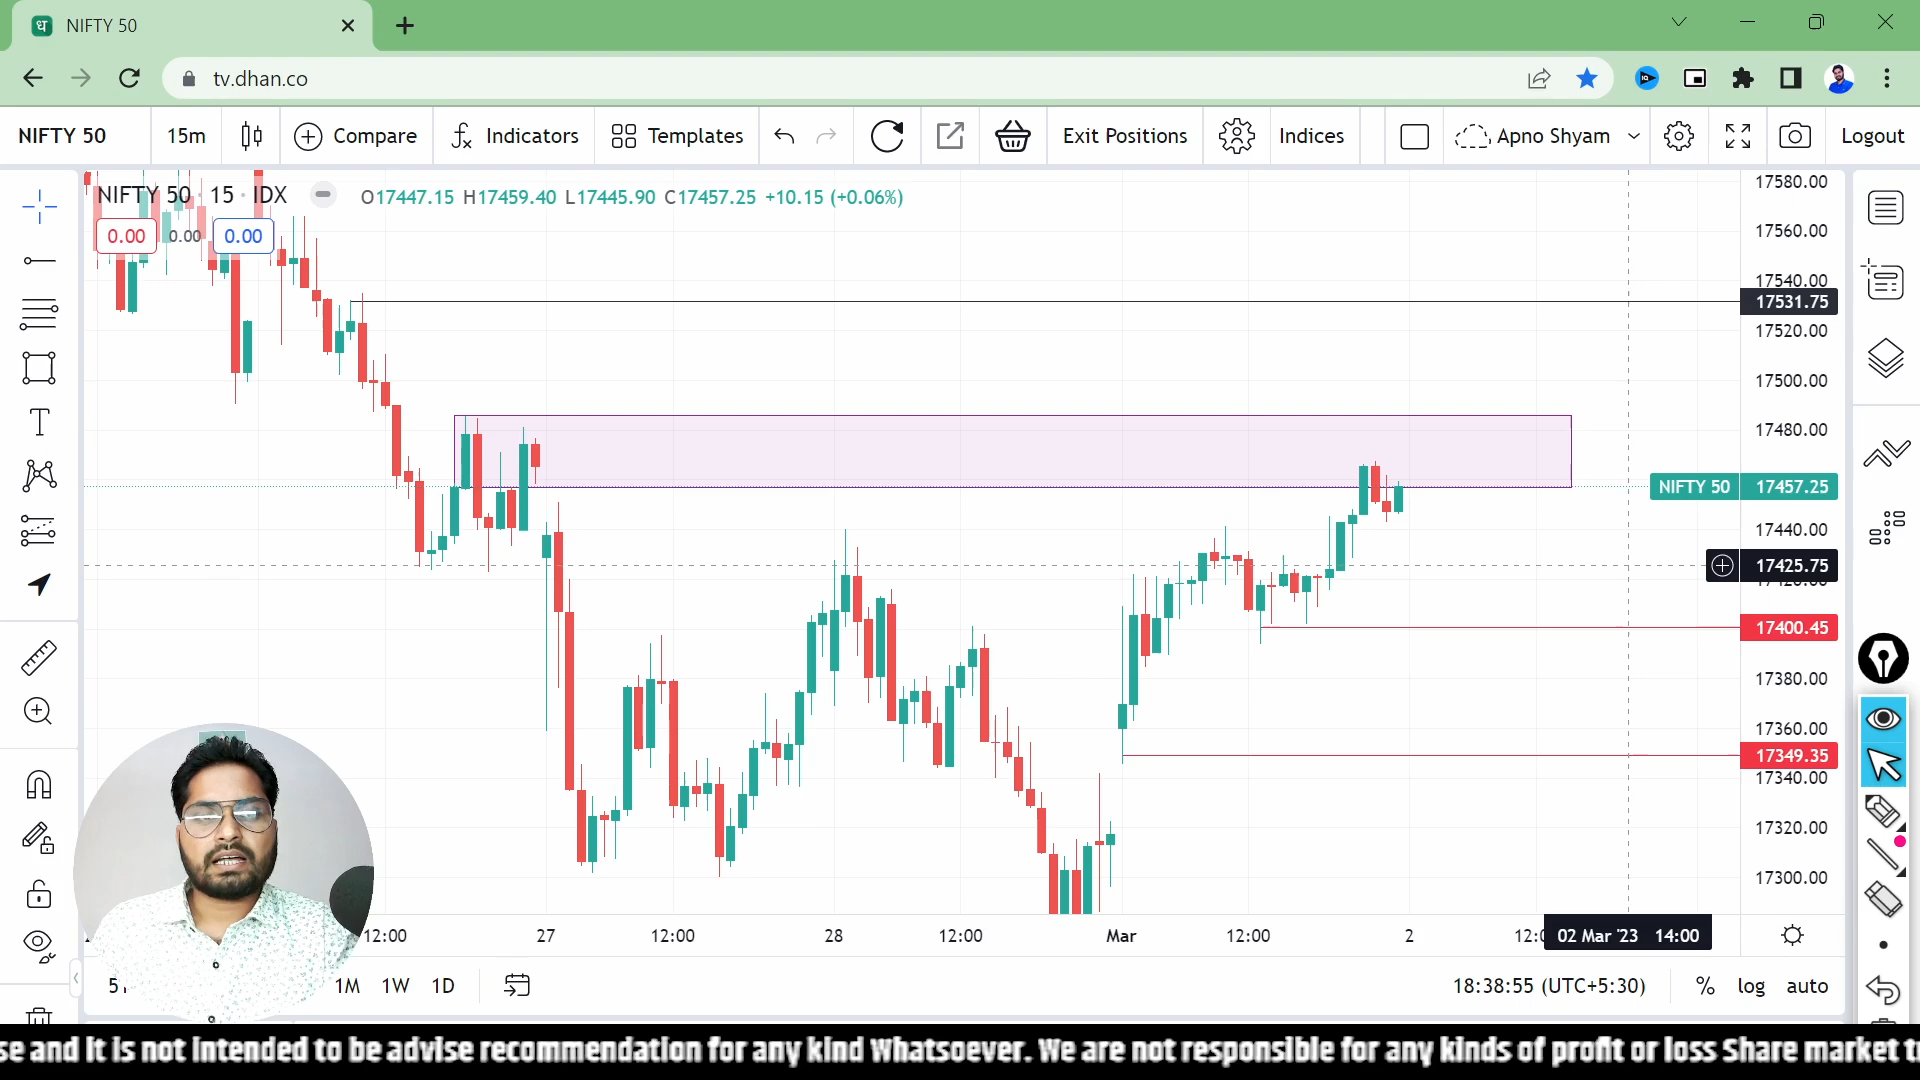 ध NIFTY 50
tv.dhan.co
NIFTY 50 15m Compare Indicators Templates Exit Positions Indices Apno Shyam Logout
NIFTY 50 · 15 · IDX O17447.15 H17459.40 L17445.90 C17457.25 +10.15 (+0.06%)
0.00 0.00 0.00
17580.00
17560.00
17540.00
17531.75
17520.00
17500.00
17480.00
NIFTY 50 17457.25
17440.00
17425.75
17400.45
17380.00
17360.00
17349.35
17340.00
17320.00
17300.00
12:00 27 12:00 28 12:00 Mar 12:00 2 02 Mar '23 14:00
1M 1W 1D 18:38:55 (UTC+5:30) % log auto
se and it is not intended to be advise recommendation for any kind Whatsoever. We are not responsible for any kinds of profit or loss Share market